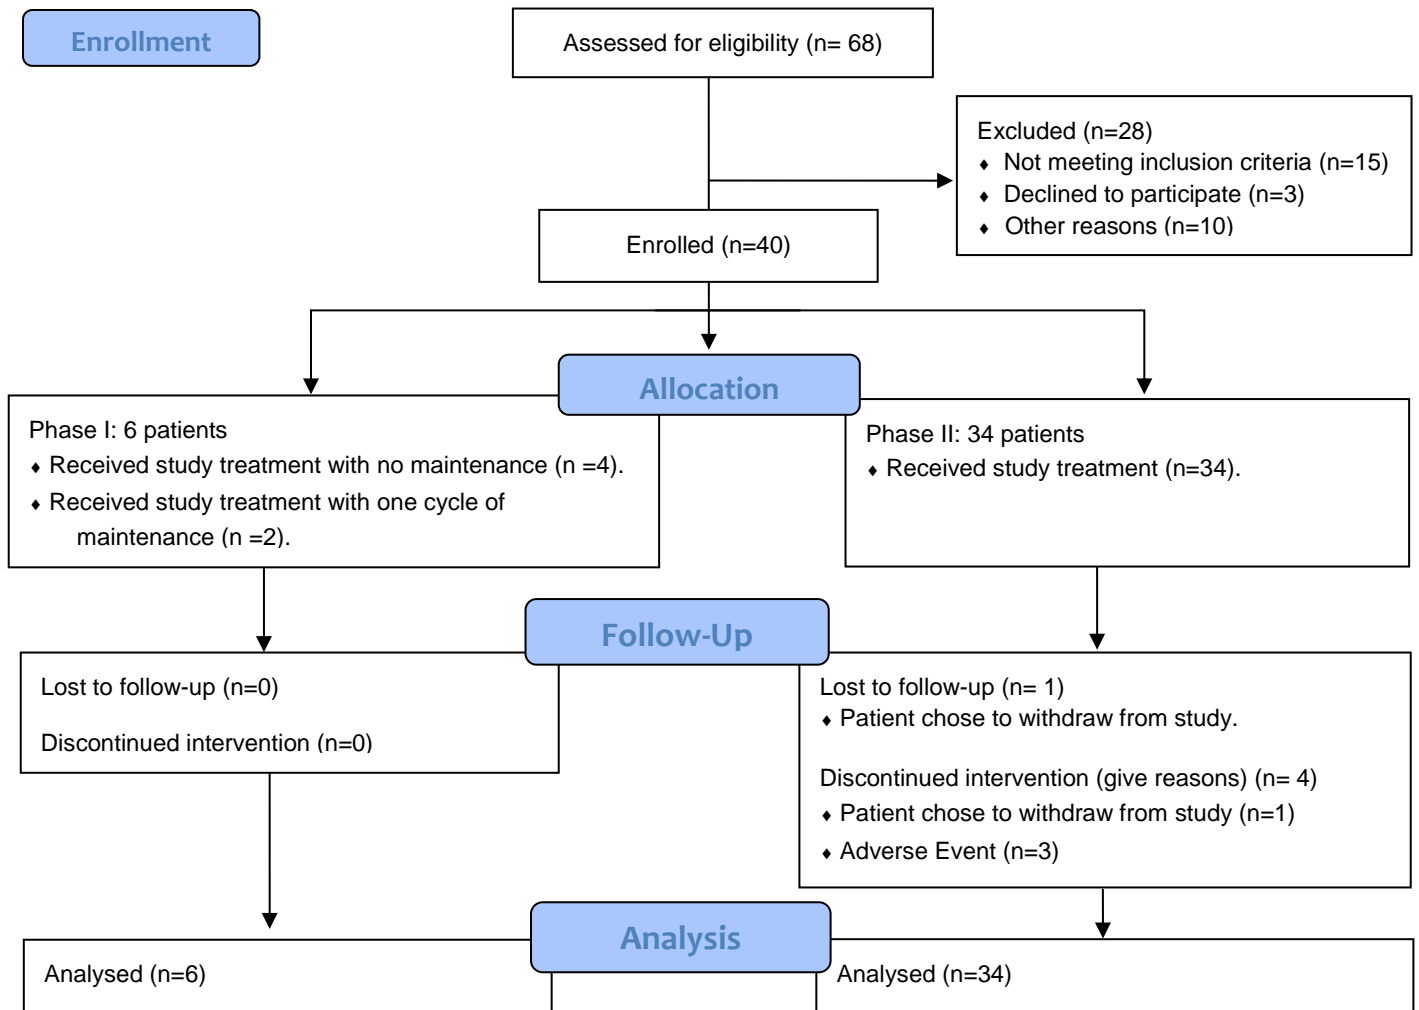 Enrollment
Assessed for eligibility (n= 68)
Excluded (n=28)
♦ Not meeting inclusion criteria (n=15)
♦ Declined to participate (n=3)
♦ Other reasons (n=10)
Enrolled (n=40)
Allocation
Phase I: 6 patients
♦ Received study treatment with no maintenance (n =4).
♦ Received study treatment with one cycle of
maintenance (n =2).
Phase II: 34 patients
♦ Received study treatment (n=34).
Follow-Up
Lost to follow-up (n=0)
Discontinued intervention (n=0)
Lost to follow-up (n= 1)
♦ Patient chose to withdraw from study.
Discontinued intervention (give reasons) (n= 4)
♦ Patient chose to withdraw from study (n=1)
♦ Adverse Event (n=3)
Analysis
Analysed (n=6)
Analysed (n=34)